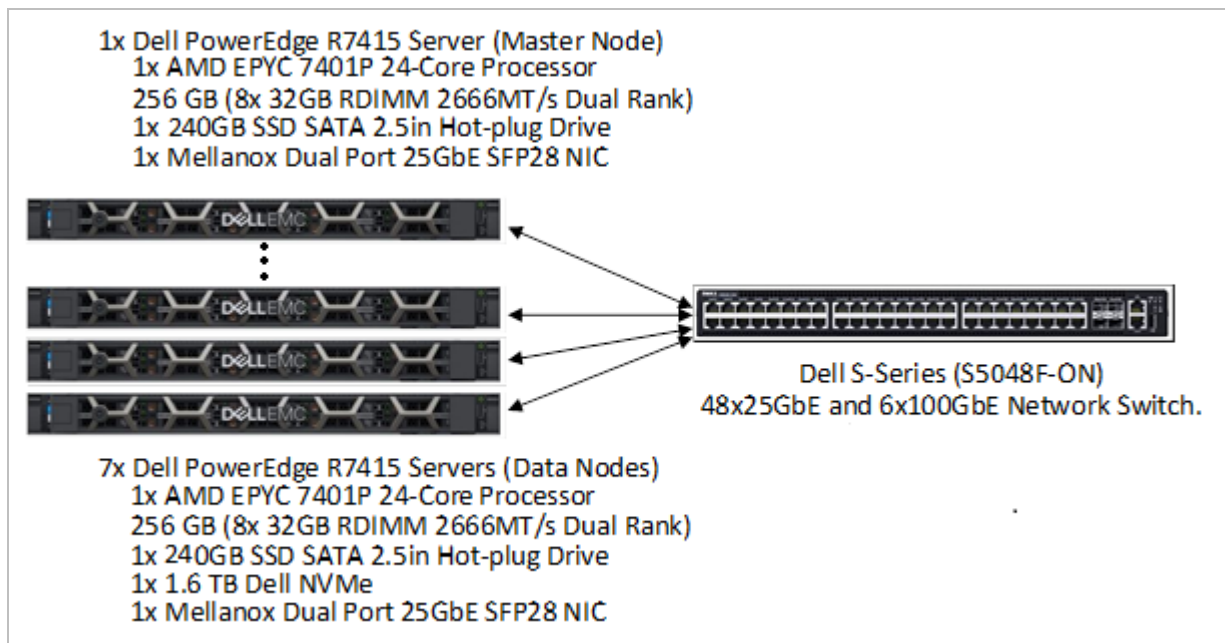 1x Dell PowerEdge R7415 Server (Master Node)
1x AMD EPYC 7401P 24-Core Processor
256 GB (8x 32GB RDIMM 2666MT/s Dual Rank)
1x 240GB SSD SATA 2.5in Hot-plug Drive
1x Mellanox Dual Port 25GbE SFP28 NIC
DELLEMC
DELLEMC
DELLEMC
DELLEMC
Dell S-Series (S5048F-ON)
48x25GbE and 6x100GbE Network Switch.
7x Dell PowerEdge R7415 Servers (Data Nodes)
1x AMD EPYC 7401P 24-Core Processor
256 GB (8x 32GB RDIMM 2666MT/s Dual Rank)
1x 240GB SSD SATA 2.5in Hot-plug Drive
1x 1.6 TB Dell NVMe
1x Mellanox Dual Port 25GbE SFP28 NIC